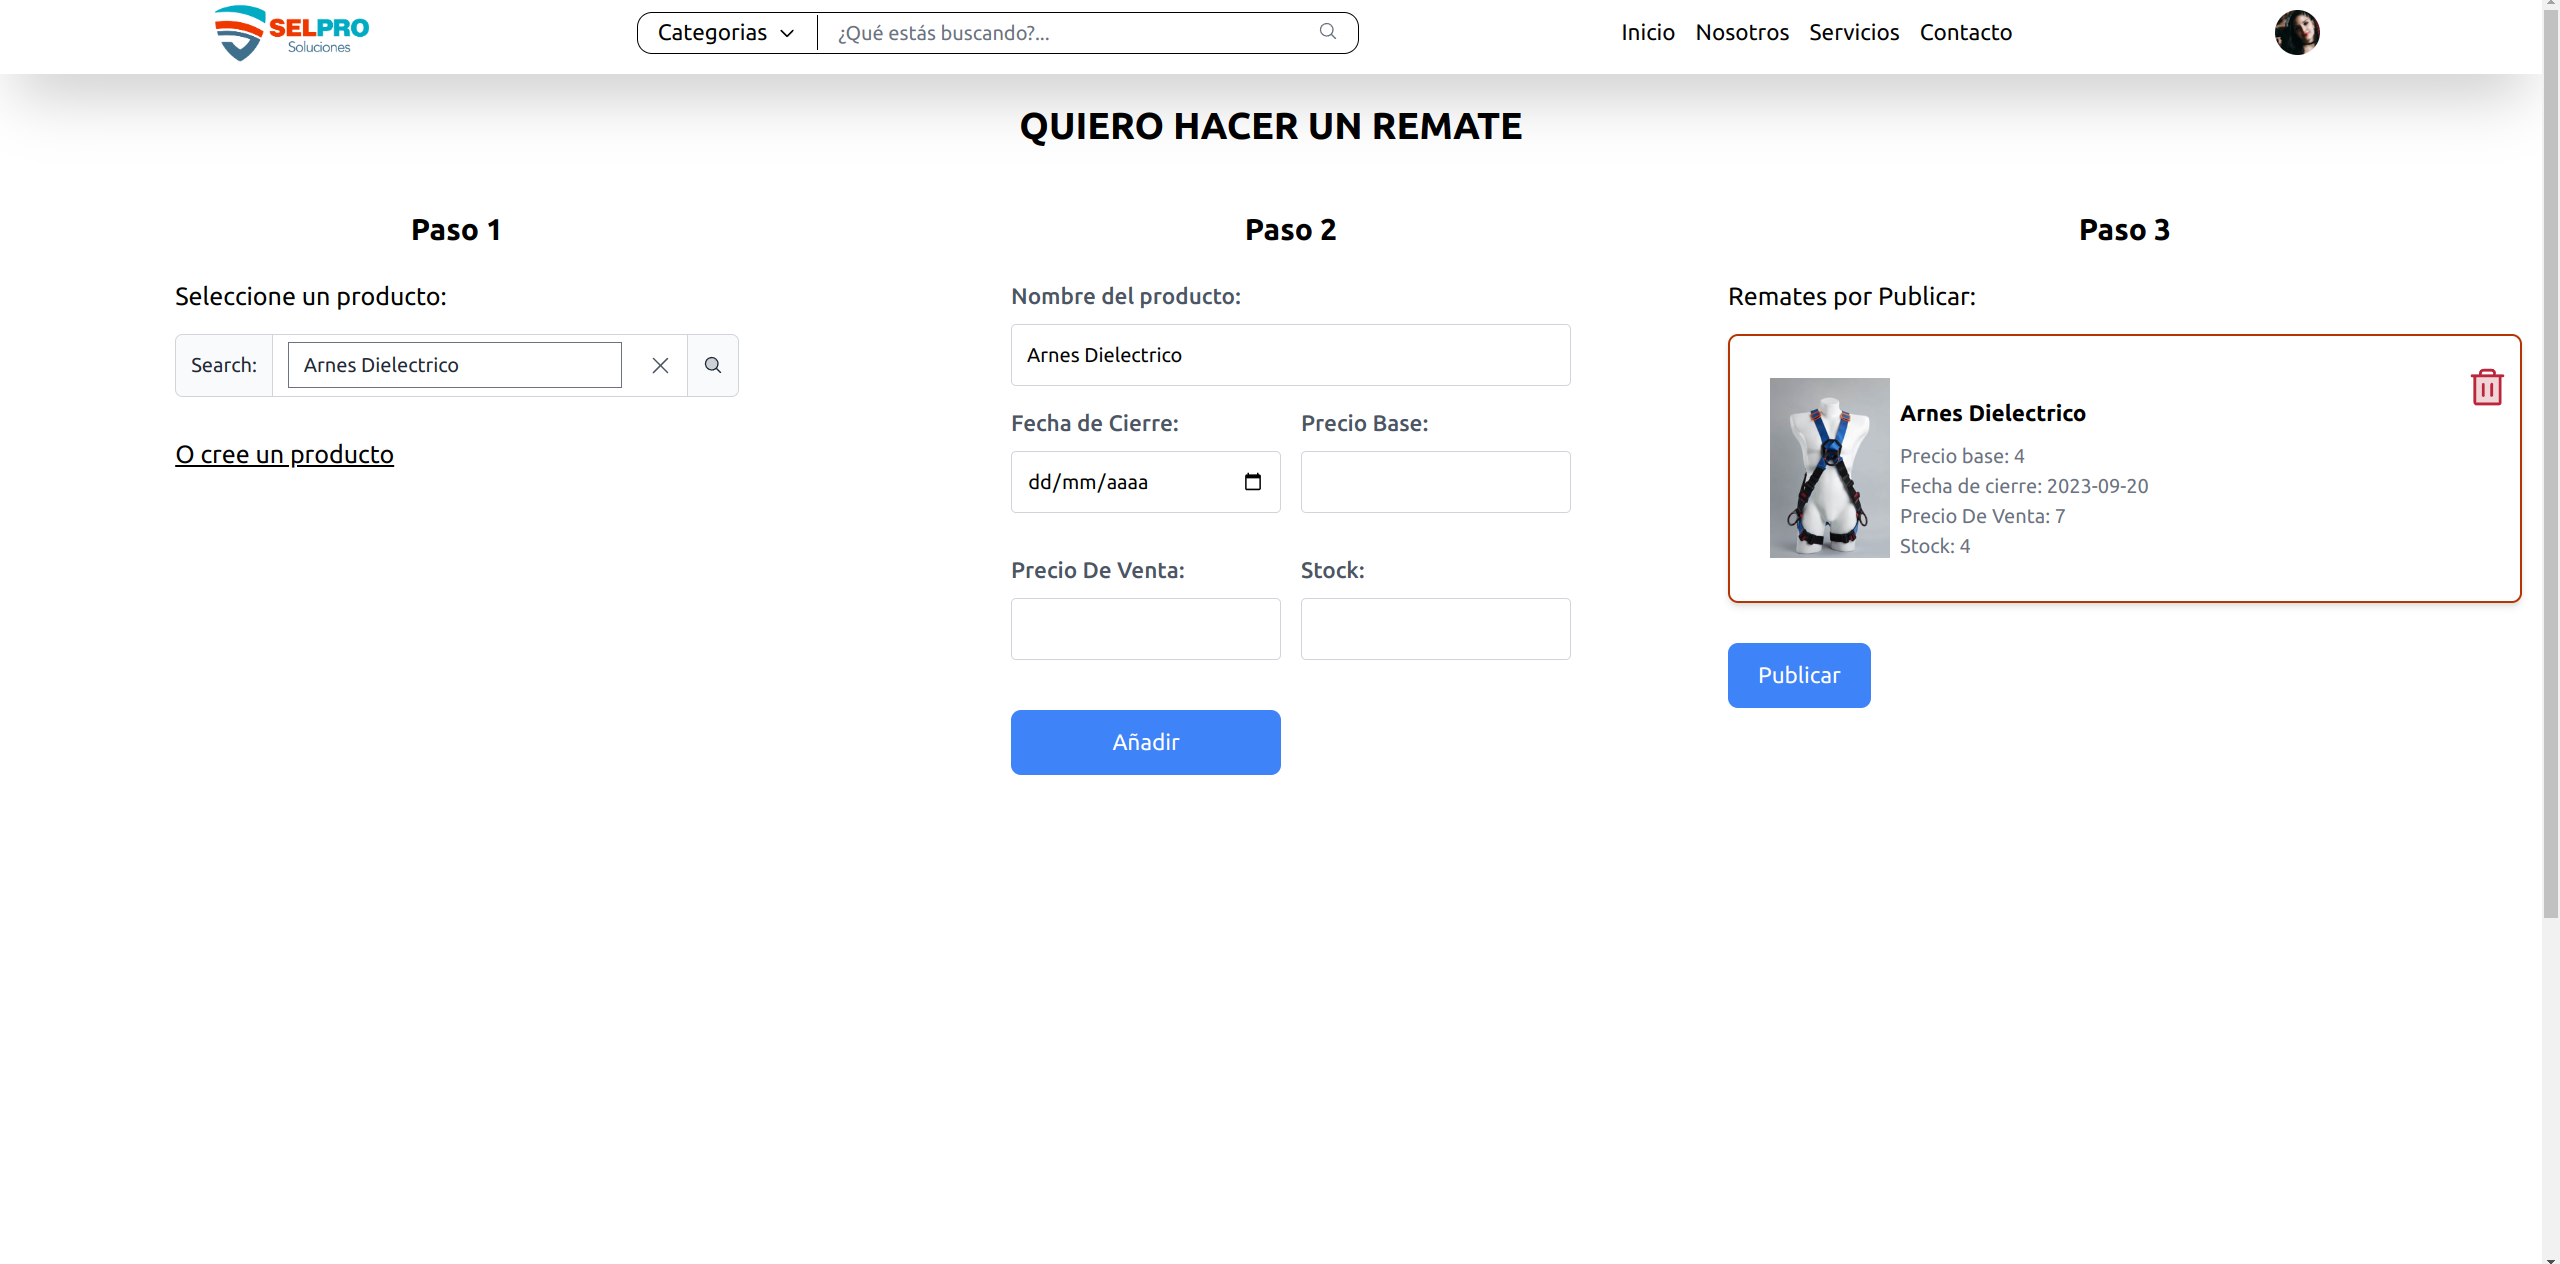 SELPRO
Soluciones
Categorias
¿Qué estás buscando?...
Inicio Nosotros Servicios Contacto
QUIERO HACER UN REMATE
Paso 1
Seleccione un producto:
Search: Arnes Dielectrico
O cree un producto
Paso 2
Nombre del producto:
Arnes Dielectrico
Fecha de Cierre: Precio Base:
dd/mm/aaaa
Precio De Venta: Stock:
Añadir
Paso 3
Remates por Publicar:
Arnes Dielectrico
Precio base: 4
Fecha de cierre: 2023-09-20
Precio De Venta: 7
Stock: 4
Publicar